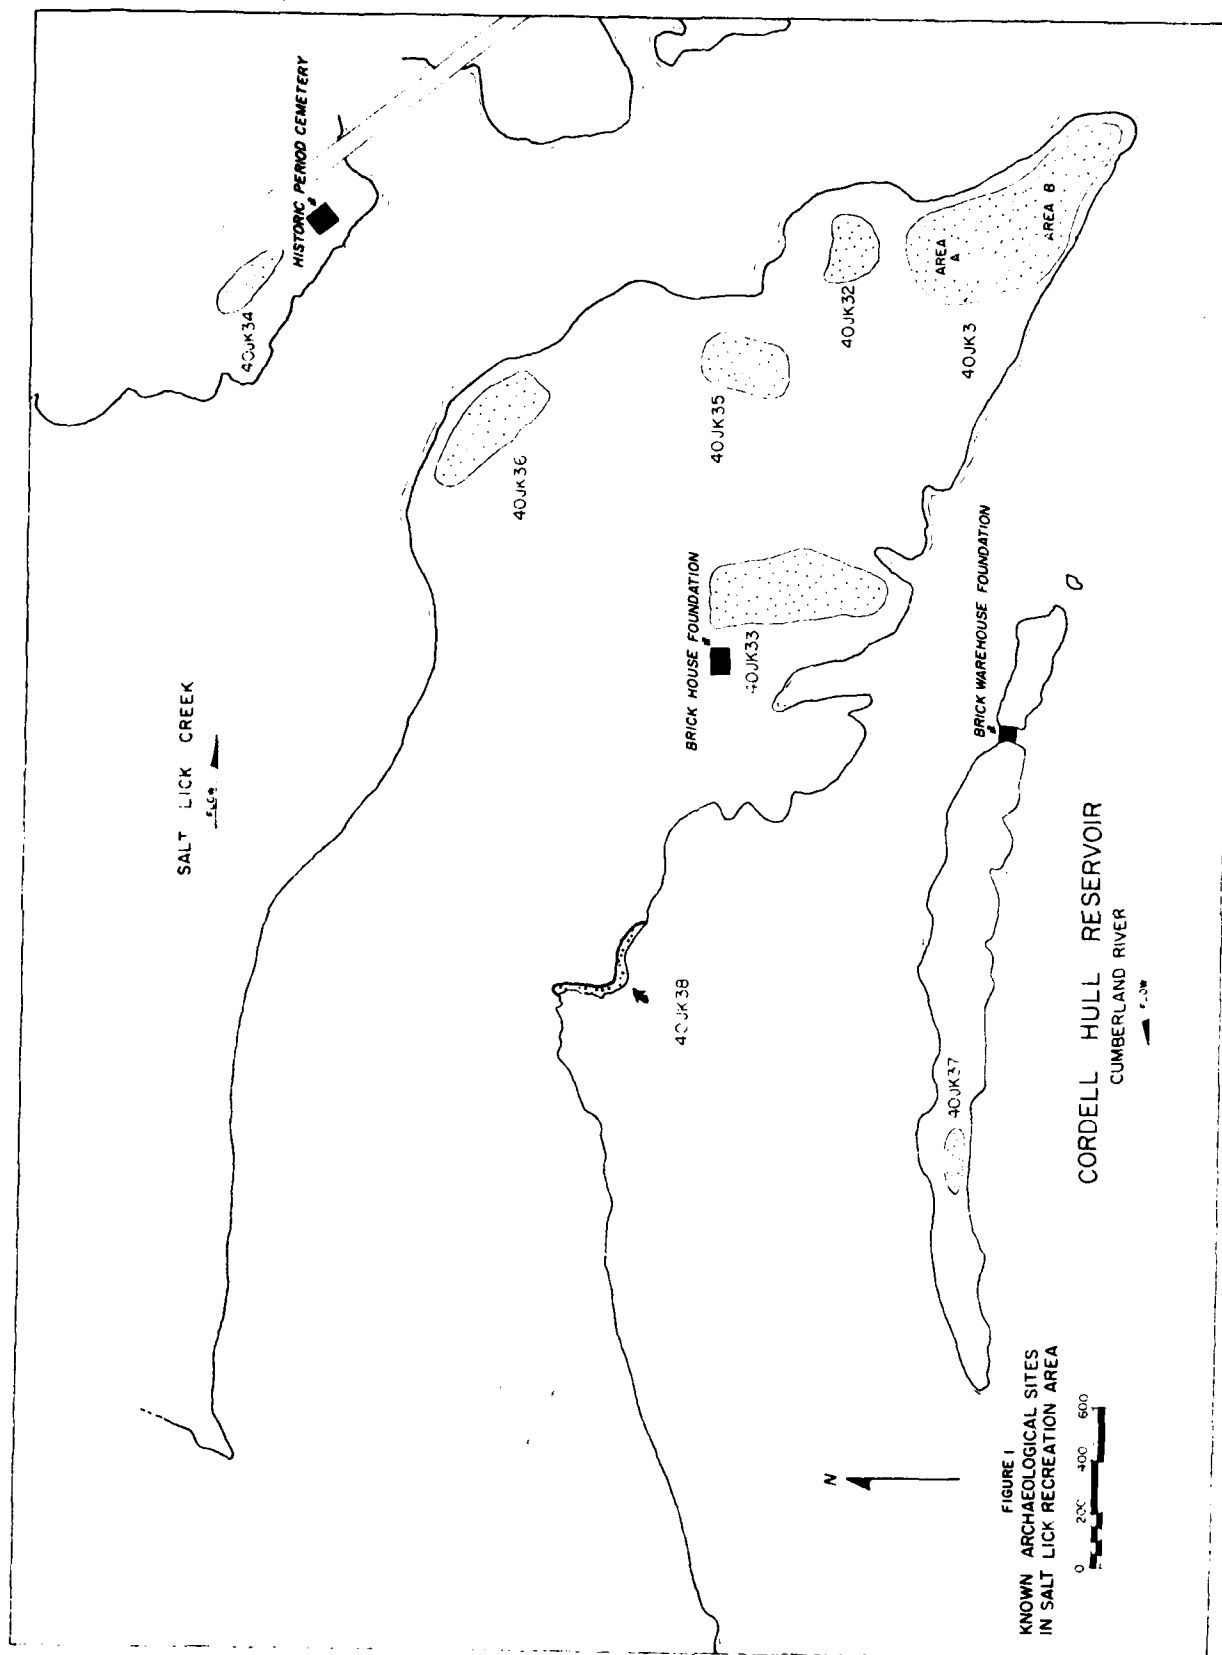 HISTORIC PERIOD CEMETERY
40JK34
SALT LICK CREEK
FLOW
40JK36
40JK35
40JK32
AREA
A
AREA B
40JK3
BRICK HOUSE FOUNDATION
40JK33
40JK38
BRICK WAREHOUSE FOUNDATION
40JK37
CORDELL HULL RESERVOIR
CUMBERLAND RIVER
FLOW
N
FIGURE 1
KNOWN ARCHAEOLOGICAL SITES
IN SALT LICK RECREATION AREA
0 200 400 600